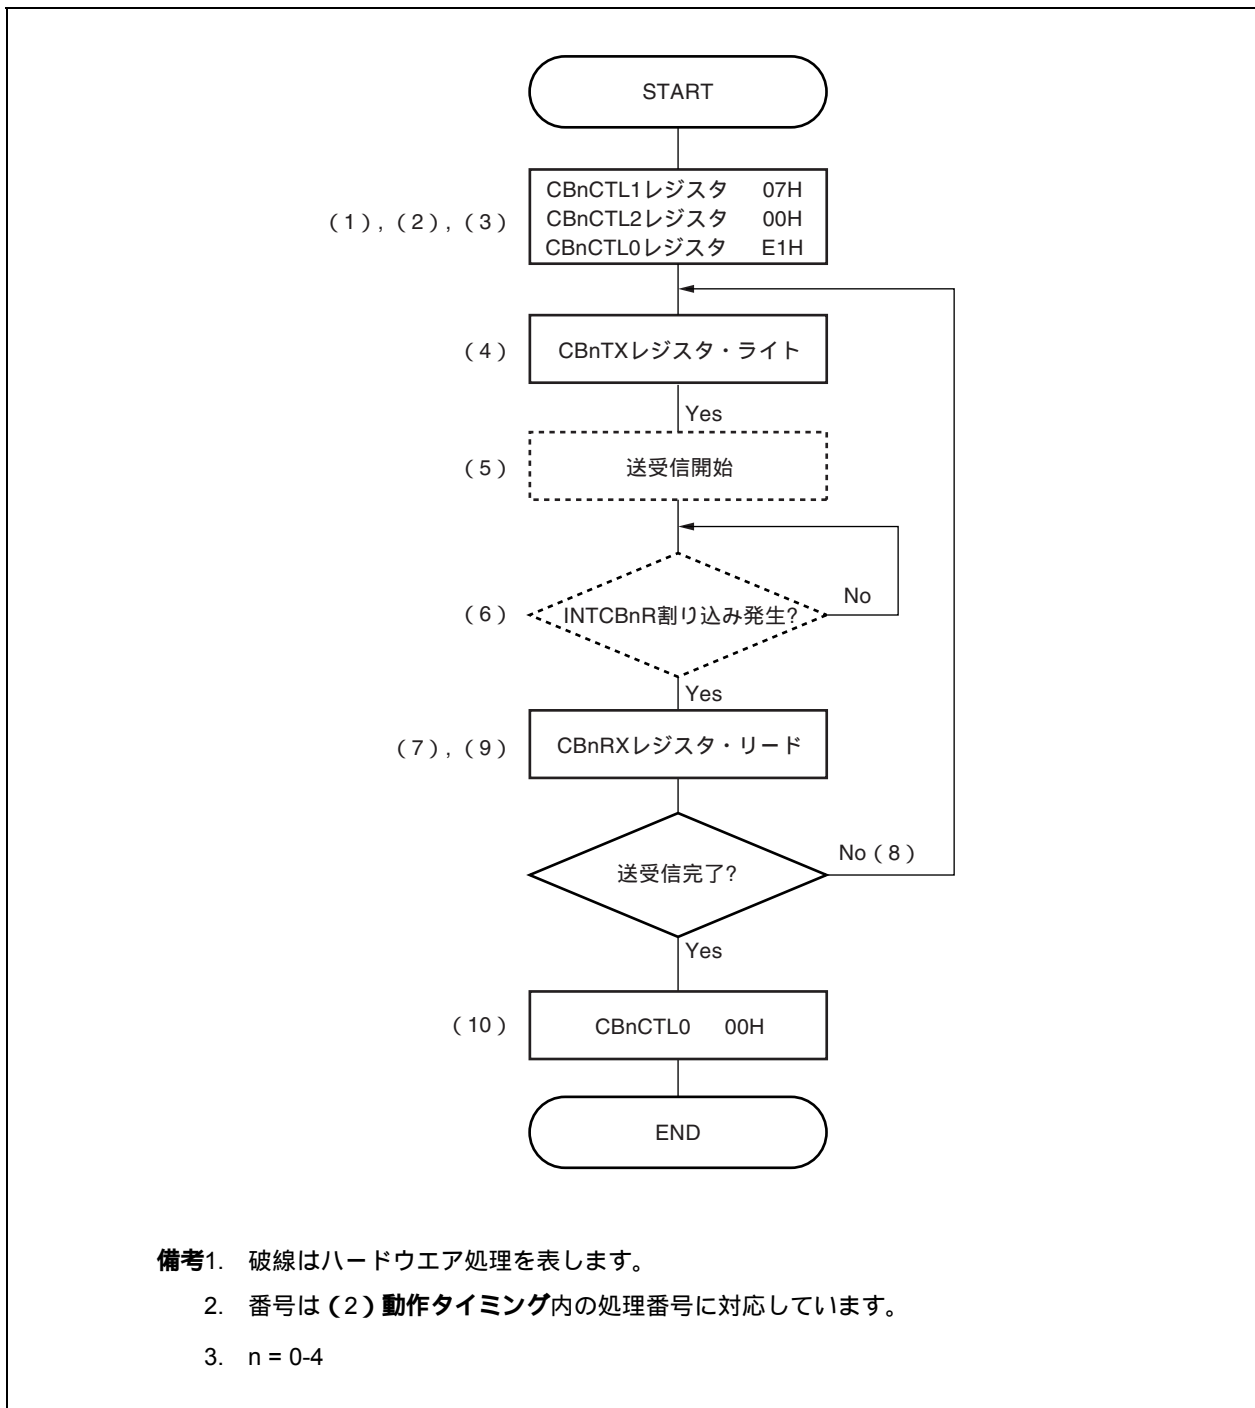 START
CBnCTL1レジスタ 07H
(1),(2),(3) CBnCTL2レジスタ 00H
CBnCTL0レジスタ E1H
(4) CBnTXレジスタ・ライト
Yes
(5) 送受信開始
(6) INTCBnR割り込み発生? No
Yes
(7),(9) CBnRXレジスタ・リード
送受信完了? No(8)
Yes
(10) CBnCTL0 00H
END
備考1. 破線はハードウエア処理を表します。
2. 番号は(2)動作タイミング内の処理番号に対応しています。
3. n = 0-4